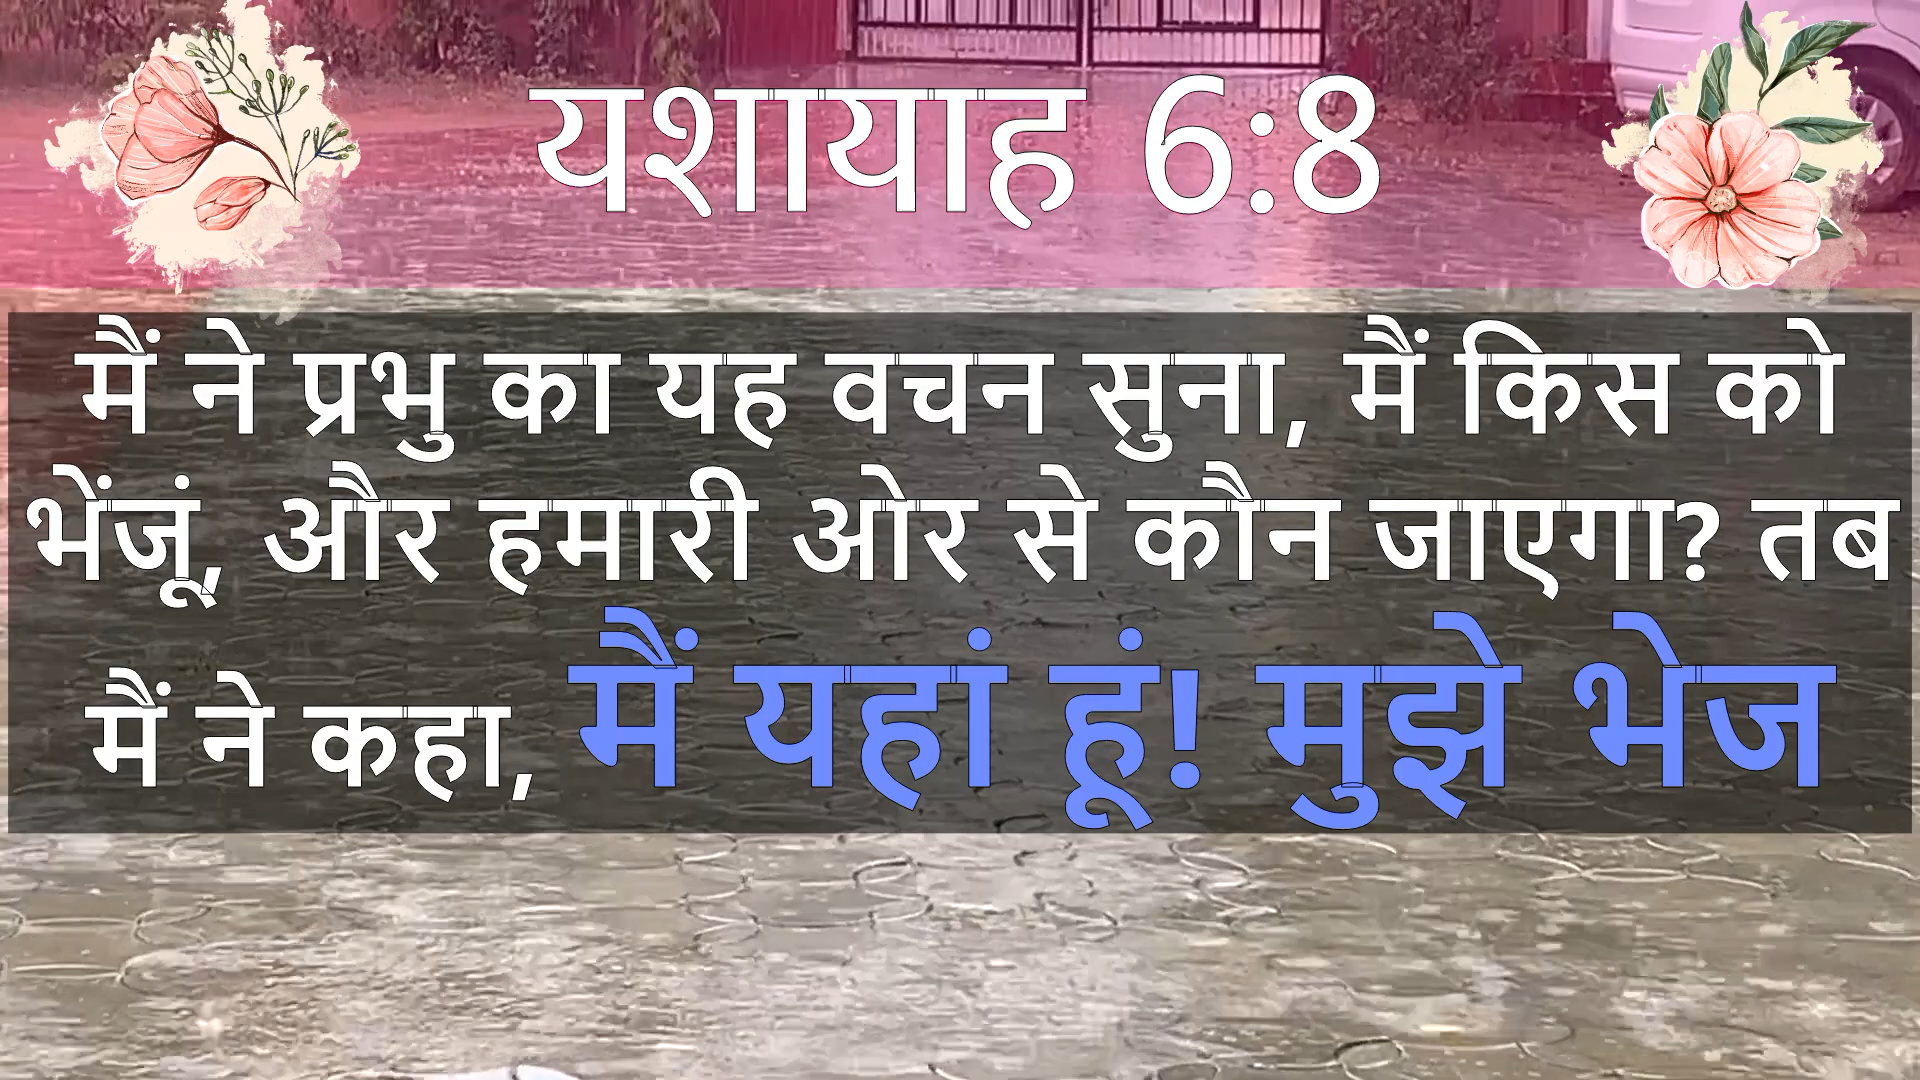 यशायाह 6:8
मैं ने प्रभु का यह वचन सुना, मैं किस को
भेंजूं, और हमारी ओर से कौन जाएगा? तब
मैं ने कहा, मैं यहां हूं! मुझे भेज